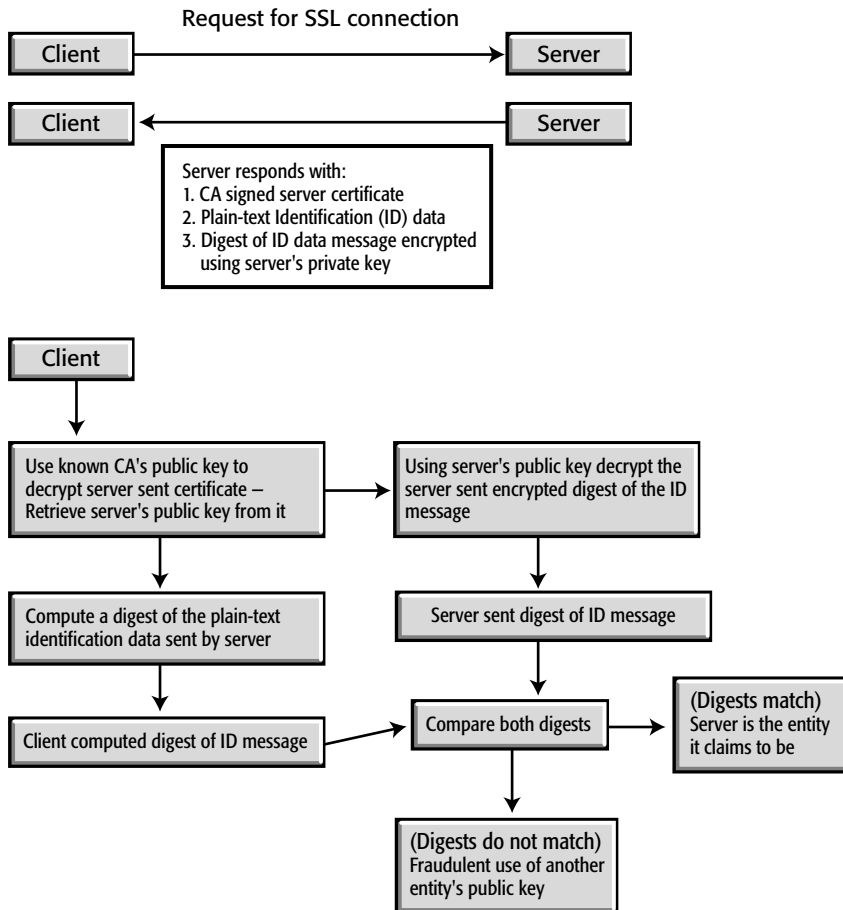 Request for SSL connection
Client
Server
Client
Server
Server responds with:
1. CA signed server certificate
2. Plain-text Identification (ID) data
3. Digest of ID data message encrypted
using server's private key
Client
Use known CA's public key to
decrypt server sent certificate –
Retrieve server's public key from it
Using server's public key decrypt the
server sent encrypted digest of the ID
message
Compute a digest of the plain-text
identification data sent by server
Server sent digest of ID message
Client computed digest of ID message
Compare both digests
(Digests match)
Server is the entity
it claims to be
(Digests do not match)
Fraudulent use of another
entity's public key